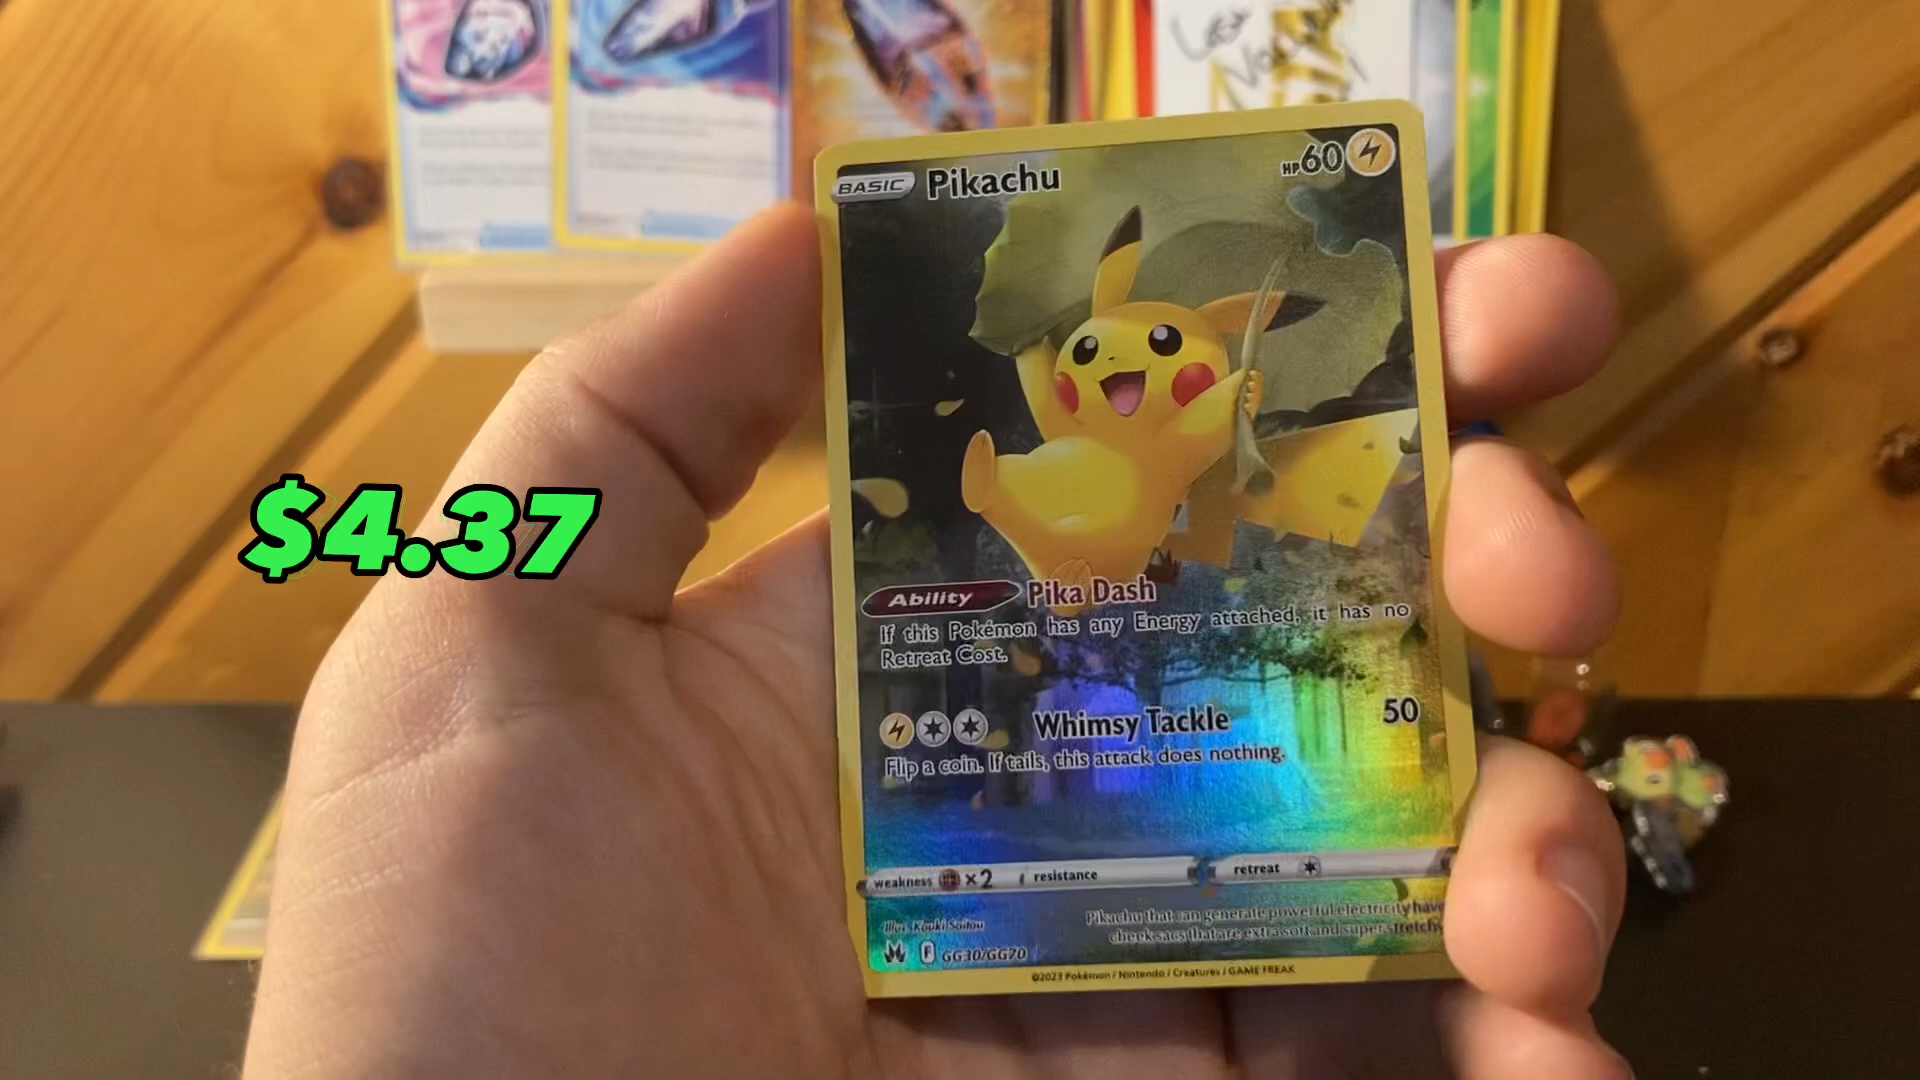 BASIC Pikachu HP60
$4.37
Ability Pika Dash
If this Pokémon has any Energy attached, it has no
Retreat Cost.
Whimsy Tackle 50
Flip a coin. If tails, this attack does nothing.
weakness ×2 resistance retreat
Illus. Kouki Saitou
Pikachu that can generate powerful electricity have
cheek sacs that are extra soft and super stretchy
F GG30/GG70
©2023 Pokémon / Nintendo / Creatures / GAME FREAK